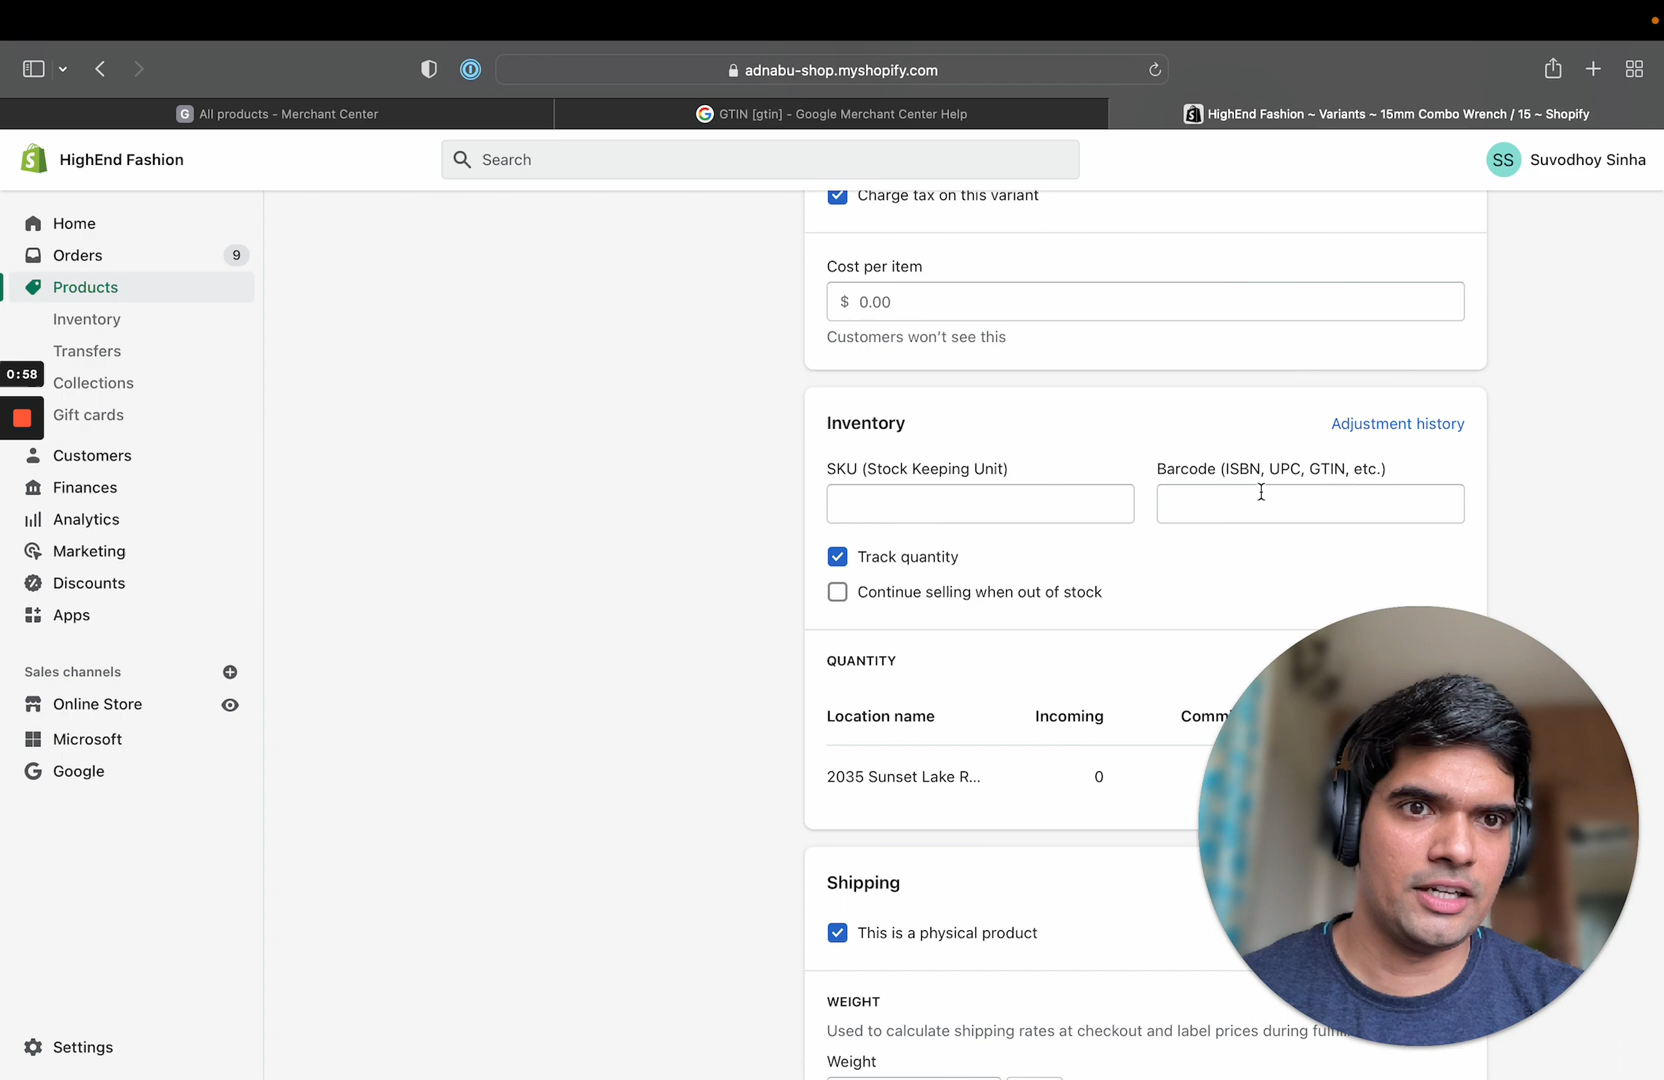 adnabu-shop.myshopify.com
All products - Merchant Center
GTIN [gtin] - Google Merchant Center Help
HighEnd Fashion ~ Variants ~ 15mm Combo Wrench / 15 ~ Shopify
HighEnd Fashion
Search
SS Suvodhoy Sinha
Home
Orders 9
Products
Inventory
Transfers
0:58
Collections
Gift cards
Customers
Finances
Analytics
Marketing
Discounts
Apps
Sales channels
Online Store
Microsoft
Google
Settings
Charge tax on this variant
Cost per item
$ 0.00
Customers won't see this
Inventory Adjustment history
SKU (Stock Keeping Unit) Barcode (ISBN, UPC, GTIN, etc.)
Track quantity
Continue selling when out of stock
QUANTITY
Location name Incoming
2035 Sunset Lake R... 0
Shipping
This is a physical product
WEIGHT
Used to calculate shipping rates at checkout and label prices during
Weight